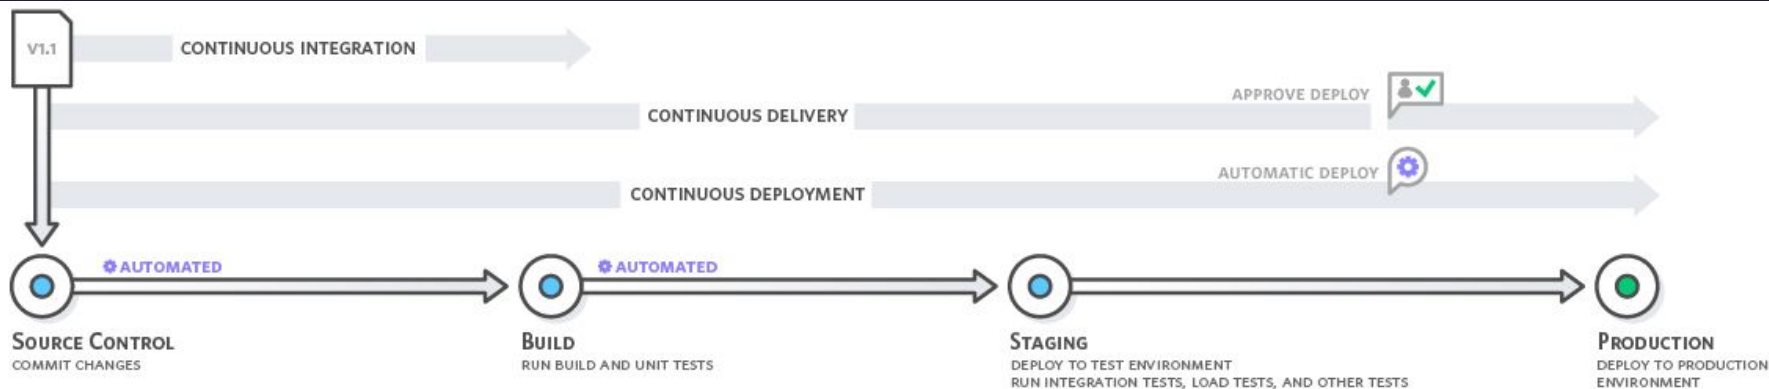 V1.1
CONTINUOUS INTEGRATION
APPROVE DEPLOY
CONTINUOUS DELIVERY
AUTOMATIC DEPLOY
CONTINUOUS DEPLOYMENT
AUTOMATED
AUTOMATED
SOURCE CONTROL
COMMIT CHANGES
BUILD
RUN BUILD AND UNIT TESTS
STAGING
DEPLOY TO TEST ENVIRONMENT
RUN INTEGRATION TESTS, LOAD TESTS, AND OTHER TESTS
PRODUCTION
DEPLOY TO PRODUCTION
ENVIRONMENT